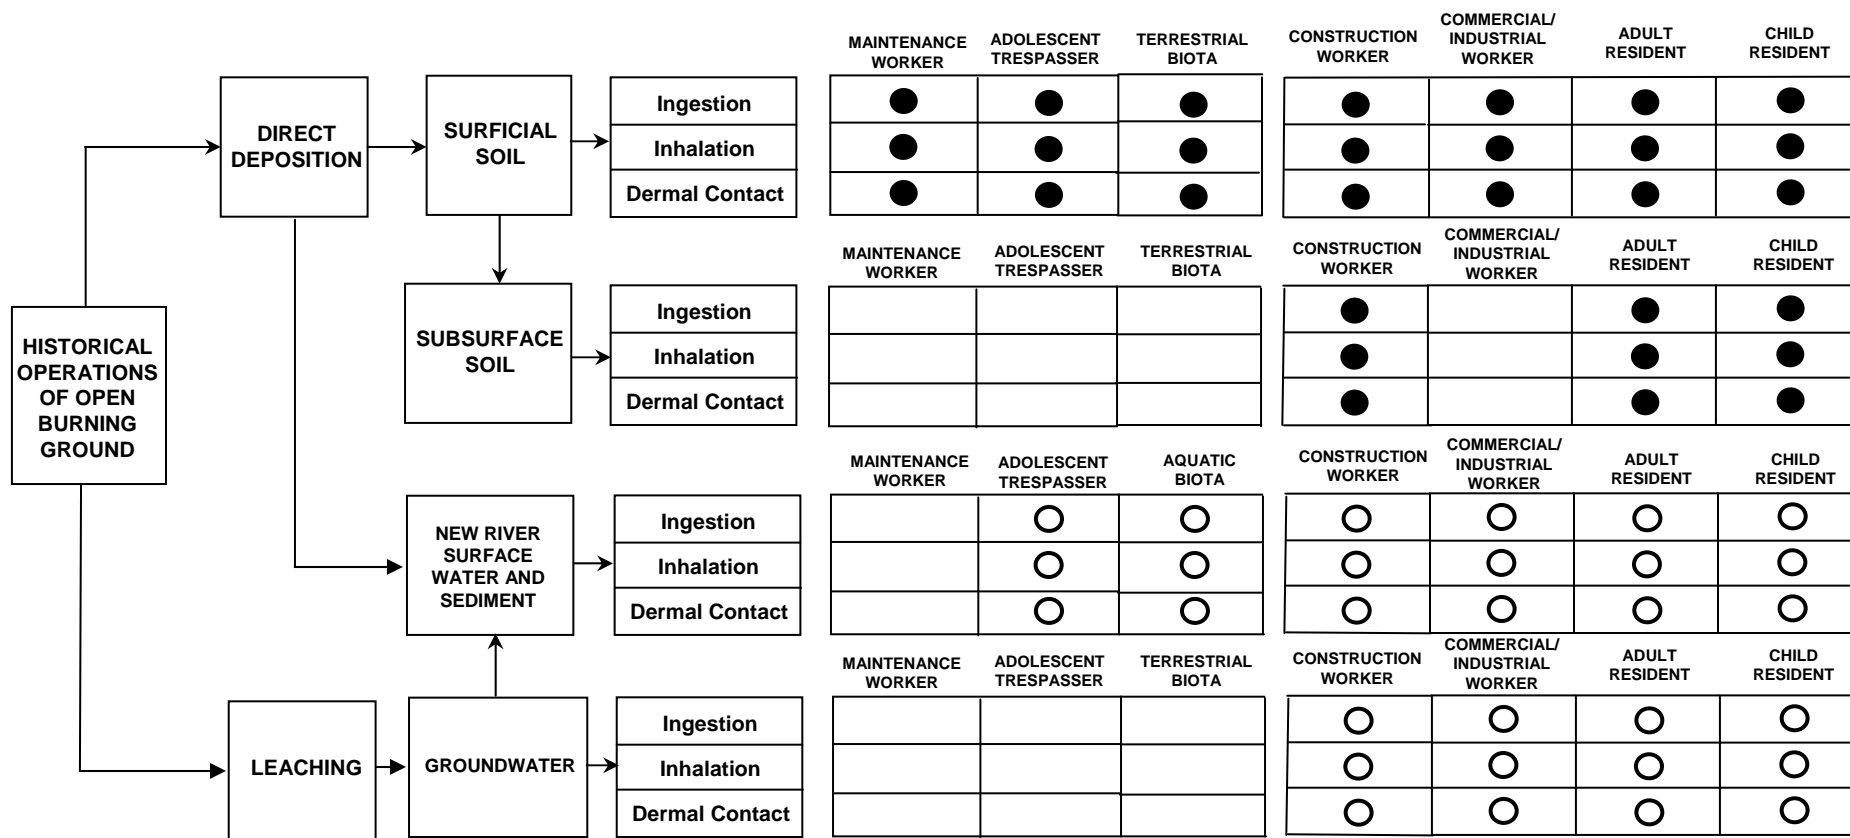 MAINTENANCE
WORKER
ADOLESCENT
TRESPASSER
TERRESTRIAL
BIOTA
CONSTRUCTION
WORKER
COMMERCIAL/
INDUSTRIAL
WORKER
ADULT
RESIDENT
CHILD
RESIDENT
DIRECT
DEPOSITION
SURFICIAL
SOIL
Ingestion
Inhalation
Dermal Contact
MAINTENANCE
WORKER
ADOLESCENT
TRESPASSER
TERRESTRIAL
BIOTA
CONSTRUCTION
WORKER
COMMERCIAL/
INDUSTRIAL
WORKER
ADULT
RESIDENT
CHILD
RESIDENT
HISTORICAL
OPERATIONS
OF OPEN
BURNING
GROUND
SUBSURFACE
SOIL
Ingestion
Inhalation
Dermal Contact
MAINTENANCE
WORKER
ADOLESCENT
TRESPASSER
AQUATIC
BIOTA
CONSTRUCTION
WORKER
COMMERCIAL/
INDUSTRIAL
WORKER
ADULT
RESIDENT
CHILD
RESIDENT
NEW RIVER
SURFACE
WATER AND
SEDIMENT
Ingestion
Inhalation
Dermal Contact
MAINTENANCE
WORKER
ADOLESCENT
TRESPASSER
TERRESTRIAL
BIOTA
CONSTRUCTION
WORKER
COMMERCIAL/
INDUSTRIAL
WORKER
ADULT
RESIDENT
CHILD
RESIDENT
LEACHING
GROUNDWATER
Ingestion
Inhalation
Dermal Contact